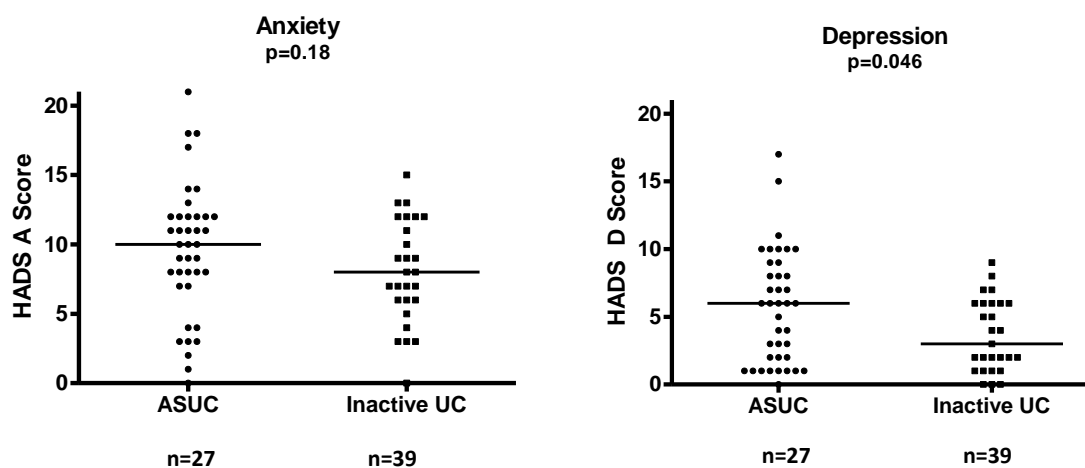 Anxiety
p=0.18
HADS A Score
20
15
10
5
0
ASUC Inactive UC
n=27 n=39
Depression
p=0.046
HADS D Score
20
15
10
5
0
ASUC Inactive UC
n=27 n=39